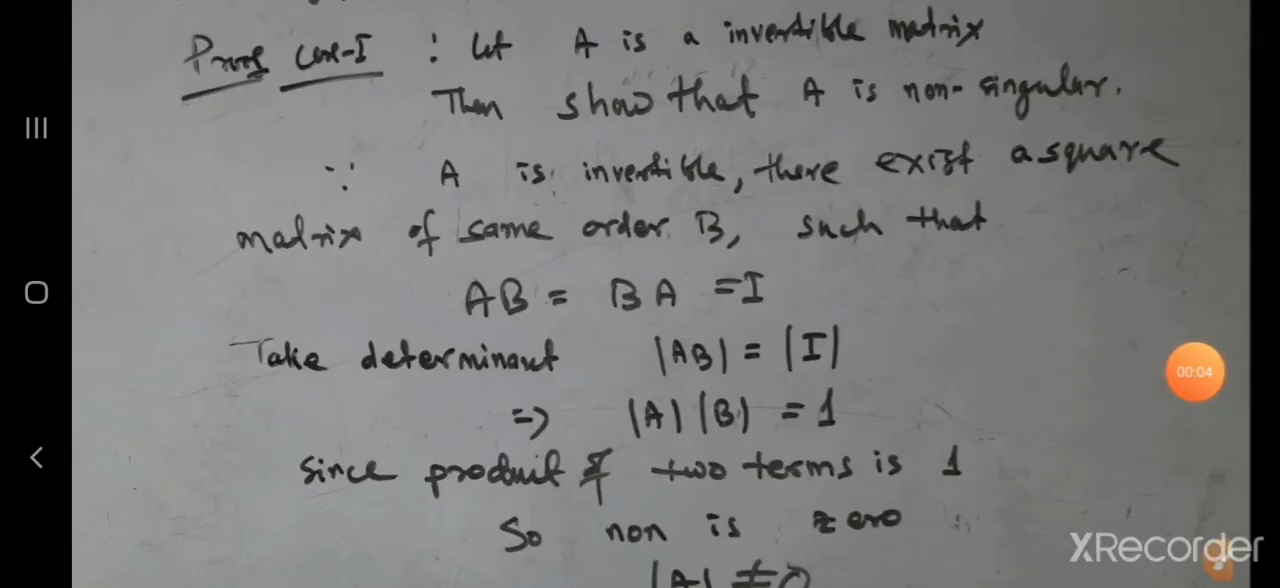 Proof Case-I : Let A is a invertible matrix
Then show that A is non-singular.
∵ A is invertible, there exist a square
matrix of same order B, such that
AB = BA = I
Take determinant |AB| = |I|
=> |A| |B| = 1
since product of two terms is 1
So non is zero
|A| ≠ 0
00:04
XRecorder